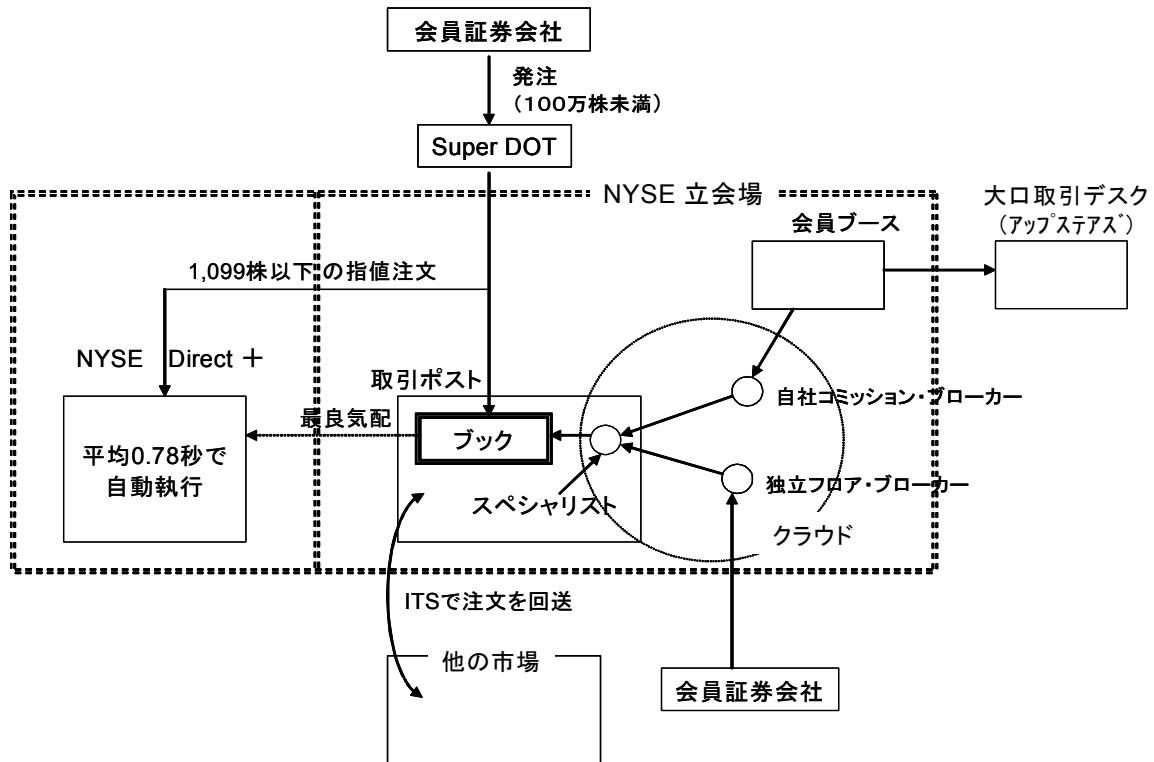 会員証券会社
発注
（１００万株未満）
Super DOT
NYSE 立会場
大口取引デスク
（アップステアズ）
会員ブース
1,099株以下 の指値注文
NYSE Direct ＋
取引ポスト
自社コミッション・ブローカー
最良気配
ブック
平均0.78秒で
自動執行
スペシャリスト
独立フロア・ブローカー
クラウド
ITSで注文を回送
他の市場
会員証券会社